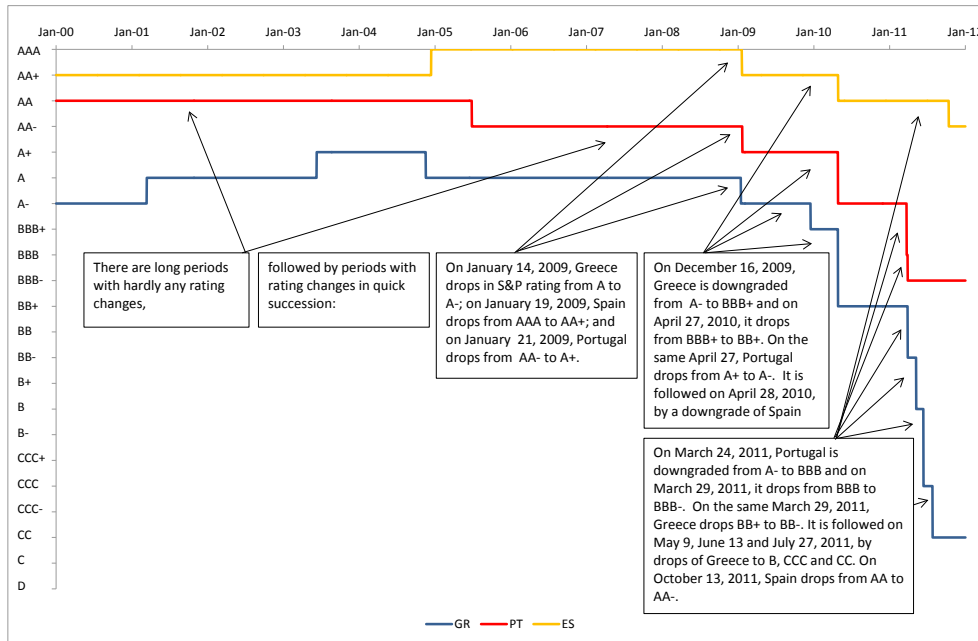 Jan-00 Jan-01 Jan-02 Jan-03 Jan-04 Jan-05 Jan-06 Jan-07 Jan-08 Jan-09 Jan-10 Jan-11 Jan-12
AAA
AA+
AA
AA-
A+
A
A-
BBB+
BBB
BBB-
BB+
BB
BB-
B+
B
B-
CCC+
CCC
CCC-
CC
C
D
There are long periods
with hardly any rating
changes,
followed by periods with
rating changes in quick
succession:
On January 14, 2009, Greece
drops in S&P rating from A to
A-; on January 19, 2009, Spain
drops from AAA to AA+; and
on January 21, 2009, Portugal
drops from AA- to A+.
On December 16, 2009,
Greece is downgraded
from A- to BBB+ and on
April 27, 2010, it drops
from BBB+ to BB+. On the
same April 27, Portugal
drops from A+ to A-. It is
followed on April 28, 2010,
by a downgrade of Spain
On March 24, 2011, Portugal is
downgraded from A- to BBB and on
March 29, 2011, it drops from BBB to
BBB-. On the same March 29, 2011,
Greece drops BB+ to BB-. It is followed on
May 9, June 13 and July 27, 2011, by
drops of Greece to B, CCC and CC. On
October 13, 2011, Spain drops from AA to
AA-.
GR PT ES